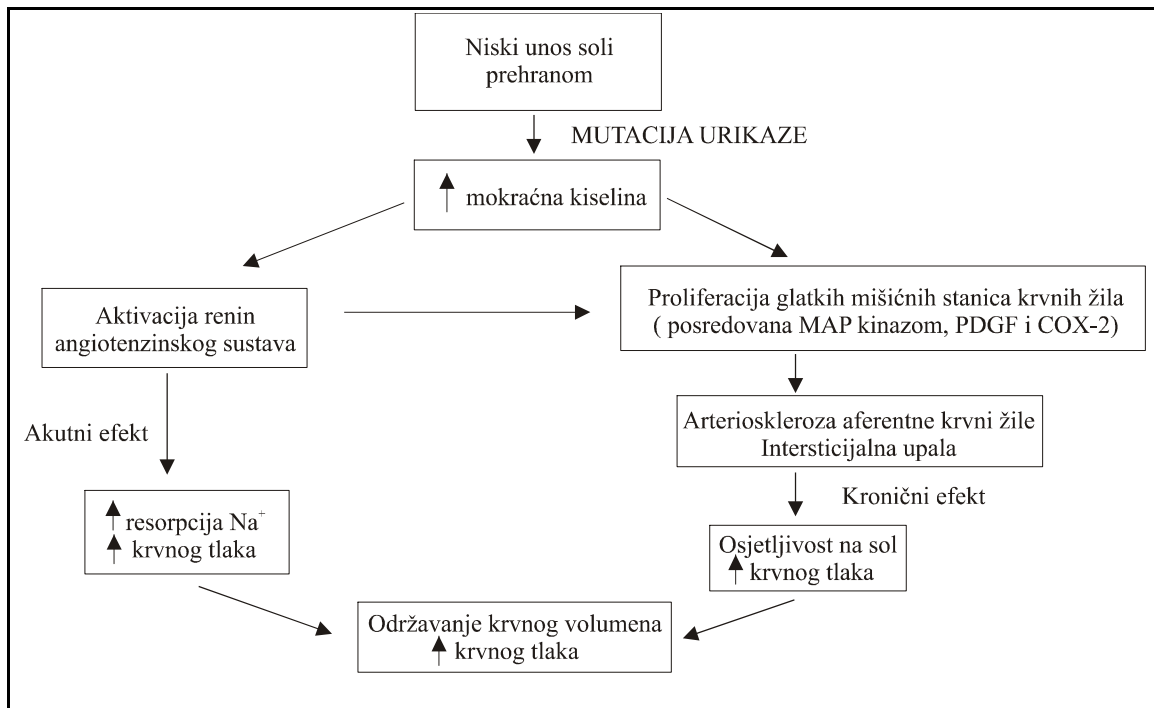 Niski unos soli
prehranom
MUTACIJA URIKAZE
↑ mokraćna kiselina
Aktivacija renin
angiotenzinskog sustava
Proliferacija glatkih mišićnih stanica krvnih žila
( posredovana MAP kinazom, PDGF i COX-2)
Akutni efekt
Arterioskleroza aferentne krvni žile
Intersticijalna upala
Kronični efekt
↑ resorpcija Na⁺
↑ krvnog tlaka
Osjetljivost na sol
↑ krvnog tlaka
Održavanje krvnog volumena
↑ krvnog tlaka